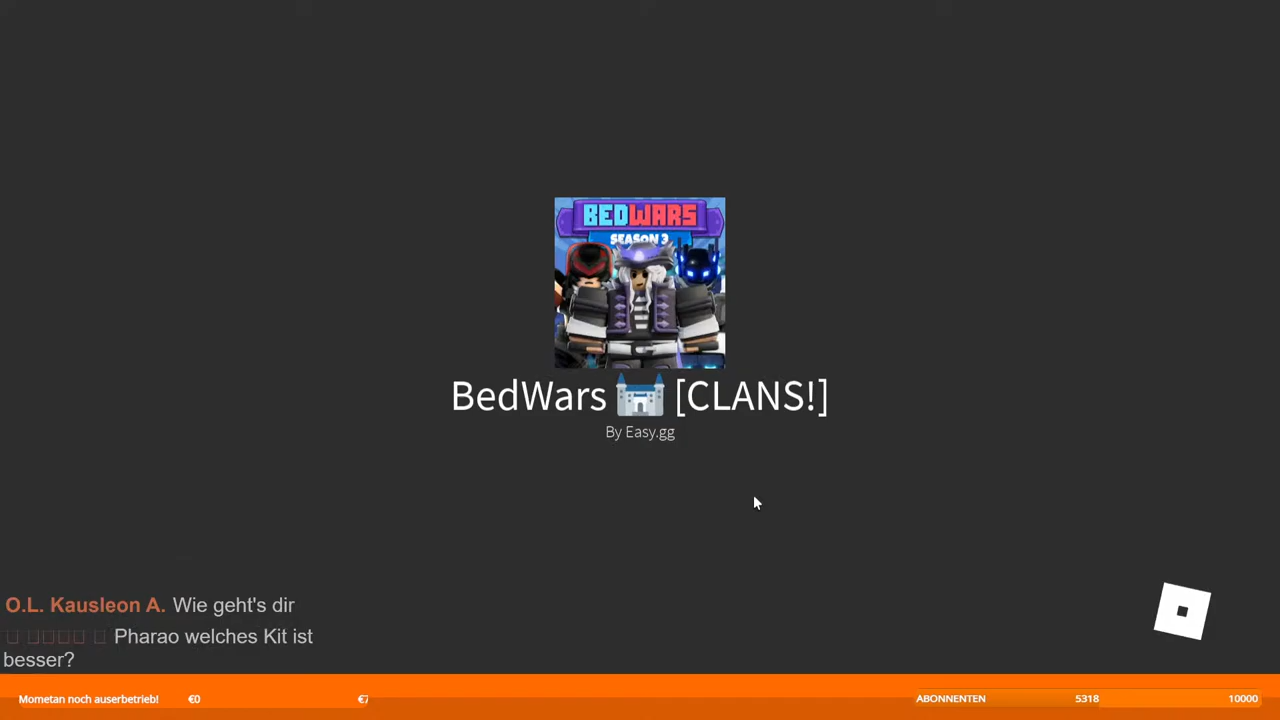 BEDWARS
SEASON 3
BedWars 🏰 [CLANS!]
By Easy.gg
O.L. Kausleon A. Wie geht's dir
Pharao welches Kit ist
besser?
Mometan noch auserbetrieb! €0 €7
ABONNENTEN 5318 10000